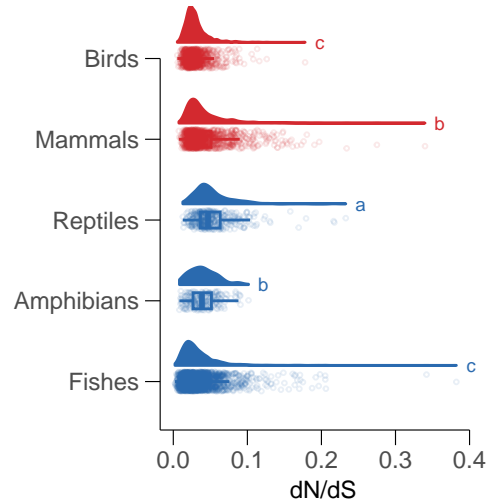 c
Birds
b
Mammals
a
Reptiles
b
Amphibians
c
Fishes
0.0 0.1 0.2 0.3 0.4
dN/dS